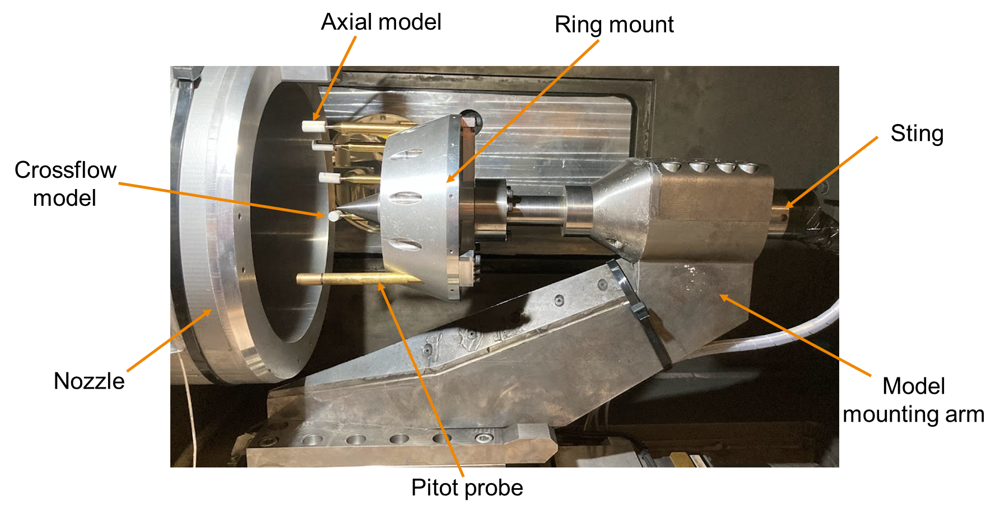 Axial model
Ring mount
Sting
Crossflow
model
Nozzle
Model
mounting arm
Pitot probe